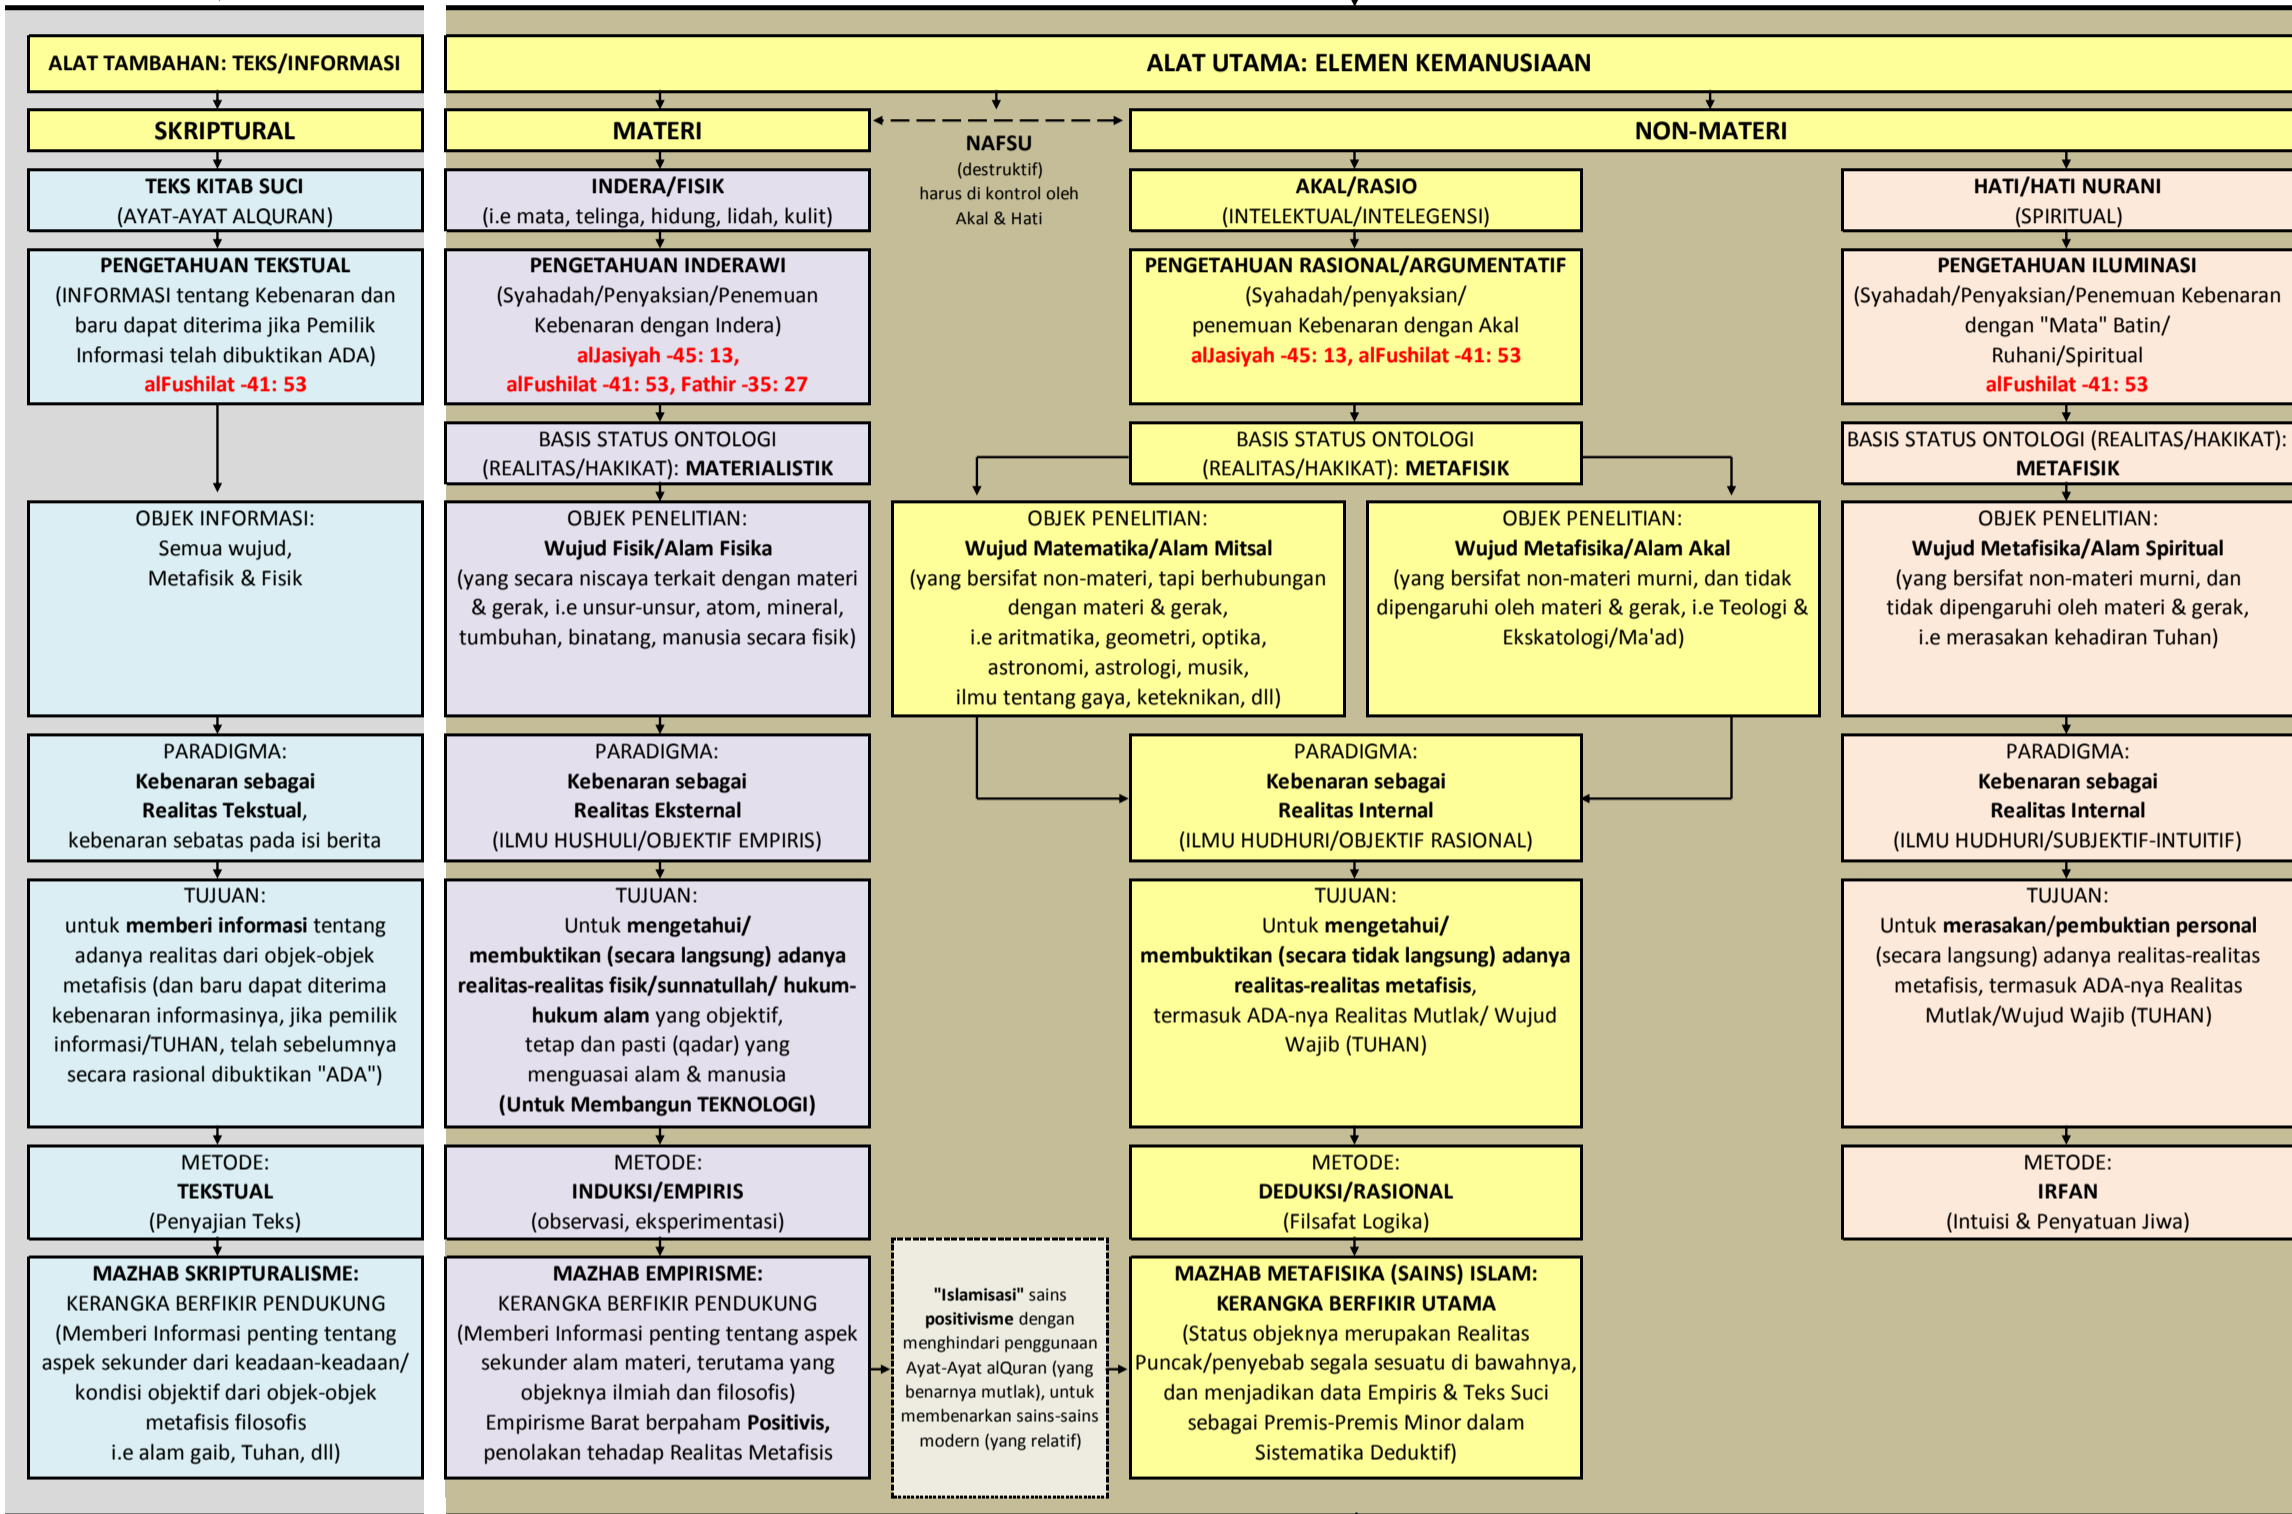 ALAT TAMBAHAN: TEKS/INFORMASI
SKRIPTURAL
TEKS KITAB SUCI
(AYAT-AYAT ALQURAN)
PENGETAHUAN TEKSTUAL
(INFORMASI tentang Kebenaran dan
baru dapat diterima jika Pemilik
Informasi telah dibuktikan ADA)
alFushilat -41: 53
OBJEK INFORMASI:
Semua wujud,
Metafisik & Fisik
PARADIGMA:
Kebenaran sebagai
Realitas Tekstual,
kebenaran sebatas pada isi berita
TUJUAN:
untuk memberi informasi tentang
adanya realitas dari objek-objek
metafisis (dan baru dapat diterima
kebenaran informasinya, jika pemilik
informasi/TUHAN, telah sebelumnya
secara rasional dibuktikan "ADA")
METODE:
TEKSTUAL
(Penyajian Teks)
MAZHAB SKRIPTURALISME:
KERANGKA BERFIKIR PENDUKUNG
(Memberi Informasi penting tentang
aspek sekunder dari keadaan-keadaan/
kondisi objektif dari objek-objek
metafisis filosofis
i.e alam gaib, Tuhan, dll)
ALAT UTAMA: ELEMEN KEMANUSIAAN
MATERI
INDERA/FISIK
(i.e mata, telinga, hidung, lidah, kulit)
PENGETAHUAN INDERAWI
(Syahadah/Penyaksian/Penemuan
Kebenaran dengan Indera)
alJasiyah -45: 13,
alFushilat -41: 53, Fathir -35: 27
BASIS STATUS ONTOLOGI
(REALITAS/HAKIKAT): MATERIALISTIK
OBJEK PENELITIAN:
Wujud Fisik/Alam Fisika
(yang secara niscaya terkait dengan materi
& gerak, i.e unsur-unsur, atom, mineral,
tumbuhan, binatang, manusia secara fisik)
PARADIGMA:
Kebenaran sebagai
Realitas Eksternal
(ILMU HUSHULI/OBJEKTIF EMPIRIS)
TUJUAN:
Untuk mengetahui/
membuktikan (secara langsung) adanya
realitas-realitas fisik/sunnatullah/ hukum-
hukum alam yang objektif,
tetap dan pasti (qadar) yang
menguasai alam & manusia
(Untuk Membangun TEKNOLOGI)
METODE:
INDUKSI/EMPIRIS
(observasi, eksperimentasi)
MAZHAB EMPIRISME:
KERANGKA BERFIKIR PENDUKUNG
(Memberi Informasi penting tentang aspek
sekunder alam materi, terutama yang
objeknya ilmiah dan filosofis)
Empirisme Barat berpaham Positivis,
penolakan tehadap Realitas Metafisis
NAFSU
(destruktif)
harus di kontrol oleh
Akal & Hati
"Islamisasi" sains
positivisme dengan
menghindari penggunaan
Ayat-Ayat alQuran (yang
benarnya mutlak), untuk
membenarkan sains-sains
modern (yang relatif)
NON-MATERI
AKAL/RASIO
(INTELEKTUAL/INTELEGENSI)
PENGETAHUAN RASIONAL/ARGUMENTATIF
(Syahadah/penyaksian/
penemuan Kebenaran dengan Akal
alJasiyah -45: 13, alFushilat -41: 53
BASIS STATUS ONTOLOGI
(REALITAS/HAKIKAT): METAFISIK
OBJEK PENELITIAN:
Wujud Matematika/Alam Mitsal
(yang bersifat non-materi, tapi berhubungan
dengan materi & gerak,
i.e aritmatika, geometri, optika,
astronomi, astrologi, musik,
ilmu tentang gaya, keteknikan, dll)
OBJEK PENELITIAN:
Wujud Metafisika/Alam Akal
(yang bersifat non-materi murni, dan tidak
dipengaruhi oleh materi & gerak, i.e Teologi &
Ekskatologi/Ma'ad)
PARADIGMA:
Kebenaran sebagai
Realitas Internal
(ILMU HUDHURI/OBJEKTIF RASIONAL)
TUJUAN:
Untuk mengetahui/
membuktikan (secara tidak langsung) adanya
realitas-realitas metafisis,
termasuk ADA-nya Realitas Mutlak/ Wujud
Wajib (TUHAN)
METODE:
DEDUKSI/RASIONAL
(Filsafat Logika)
MAZHAB METAFISIKA (SAINS) ISLAM:
KERANGKA BERFIKIR UTAMA
(Status objeknya merupakan Realitas
Puncak/penyebab segala sesuatu di bawahnya,
dan menjadikan data Empiris & Teks Suci
sebagai Premis-Premis Minor dalam
Sistematika Deduktif)
HATI/HATI NURANI
(SPIRITUAL)
PENGETAHUAN ILUMINASI
(Syahadah/Penyaksian/Penemuan Kebenaran
dengan "Mata" Batin/
Ruhani/Spiritual
alFushilat -41: 53
BASIS STATUS ONTOLOGI (REALITAS/HAKIKAT):
METAFISIK
OBJEK PENELITIAN:
Wujud Metafisika/Alam Spiritual
(yang bersifat non-materi murni, dan
tidak dipengaruhi oleh materi & gerak,
i.e merasakan kehadiran Tuhan)
PARADIGMA:
Kebenaran sebagai
Realitas Internal
(ILMU HUDHURI/SUBJEKTIF-INTUITIF)
TUJUAN:
Untuk merasakan/pembuktian personal
(secara langsung) adanya realitas-realitas
metafisis, termasuk ADA-nya Realitas
Mutlak/Wujud Wajib (TUHAN)
METODE:
IRFAN
(Intuisi & Penyatuan Jiwa)